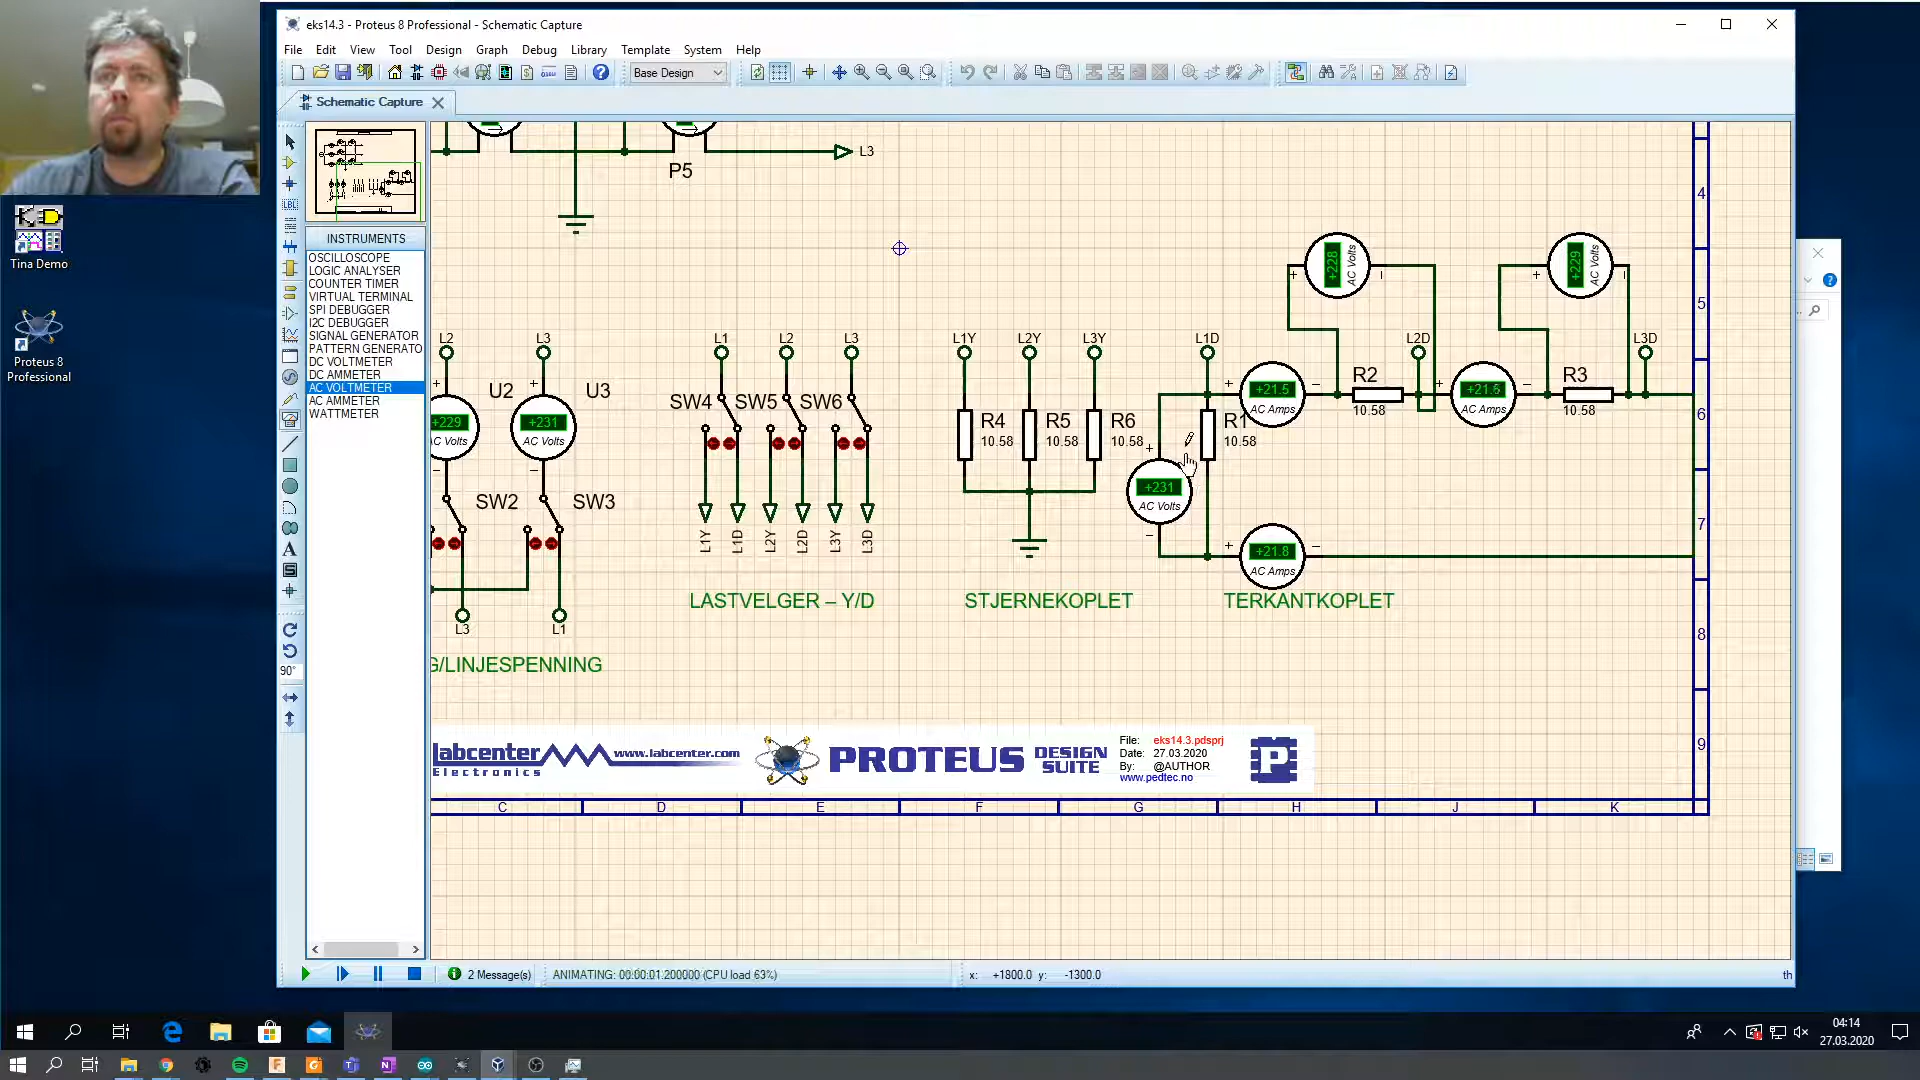 eks14.3 - Proteus 8 Professional - Schematic Capture
File Edit View Tool Design Graph Debug Library Template System Help
Base Design
Schematic Capture
Tina Demo
Proteus 8
Professional
LBL
90°
INSTRUMENTS
OSCILLOSCOPE
LOGIC ANALYSER
COUNTER TIMER
VIRTUAL TERMINAL
SPI DEBUGGER
I2C DEBUGGER
SIGNAL GENERATOR
PATTERN GENERATO
DC VOLTMETER
DC AMMETER
AC VOLTMETER
AC AMMETER
WATTMETER
L3
P5
4
5
6
7
8
9
+228
AC Volts
+229
AC Volts
L2 L3 L1 L2 L3 L1Y L2Y L3Y L1D L2D L3D
U2 U3
+229
AC Volts
+231
AC Volts
SW2 SW3
L3 L1
G/LINJESPENNING
SW4 SW5 SW6
L1Y L1D L2Y L2D L3Y L3D
LASTVELGER – Y/D
R4
10.58
R5
10.58
R6
10.58
STJERNEKOPLET
R1
10.58
+231
AC Volts
+21.5
AC Amps
R2
10.58
+21.6
AC Amps
R3
10.58
+21.8
AC Amps
TERKANTKOPLET
labcenter www.labcenter.com
Electronics
PROTEUS DESIGN SUITE
File: eks14.3.pdsprj
Date: 27.03.2020
By: @AUTHOR
www.pedtec.no
C D E F G H J K
2 Message(s) ANIMATING: 00:00:01.200000 (CPU load 63%) x: +1800.0 y: -1300.0 th
04:14
27.03.2020